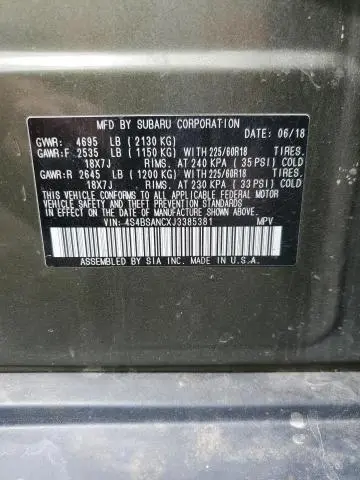 MFD BY SUBARU CORPORATION
GVWR: 4695 LB (2130 KG) DATE: 06/18
GAWR:F 2535 LB (1150 KG) WITH 225/60R18 TIRES.
18X7J RIMS. AT 240 KPA (35 PSI) COLD
GAWR:R 2645 LB (1200 KG) WITH 225/60R18 TIRES.
18X7J RIMS. AT 230 KPA (33 PSI) COLD
THIS VEHICLE CONFORMS TO ALL APPLICABLE FEDERAL MOTOR
VEHICLE SAFETY AND THEFT PREVENTION STANDARDS IN EFFECT
ON THE DATE OF MANUFACTURE SHOWN ABOVE.
VIN: 4S4BSANCXJ3385381 MPV
ASSEMBLED BY SIA INC. MADE IN U.S.A.